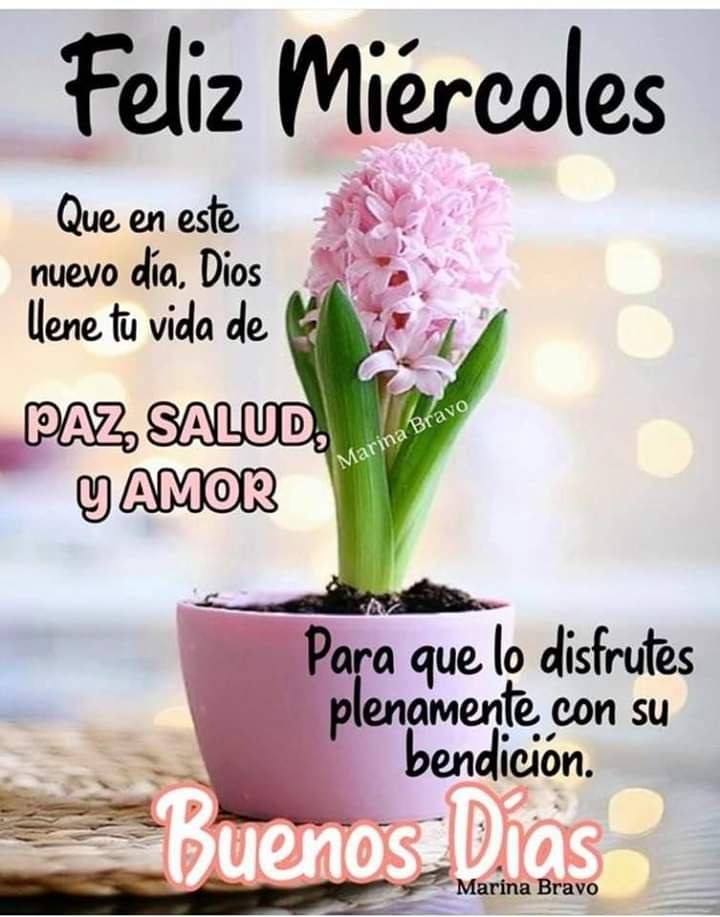 Feliz Miércoles
Que en este
nuevo día, Dios
llene tu vida de
PAZ, SALUD,
y AMOR
Marina Bravo
Para que lo disfrutes
plenamente con su
bendición.
Buenos Días
Marina Bravo